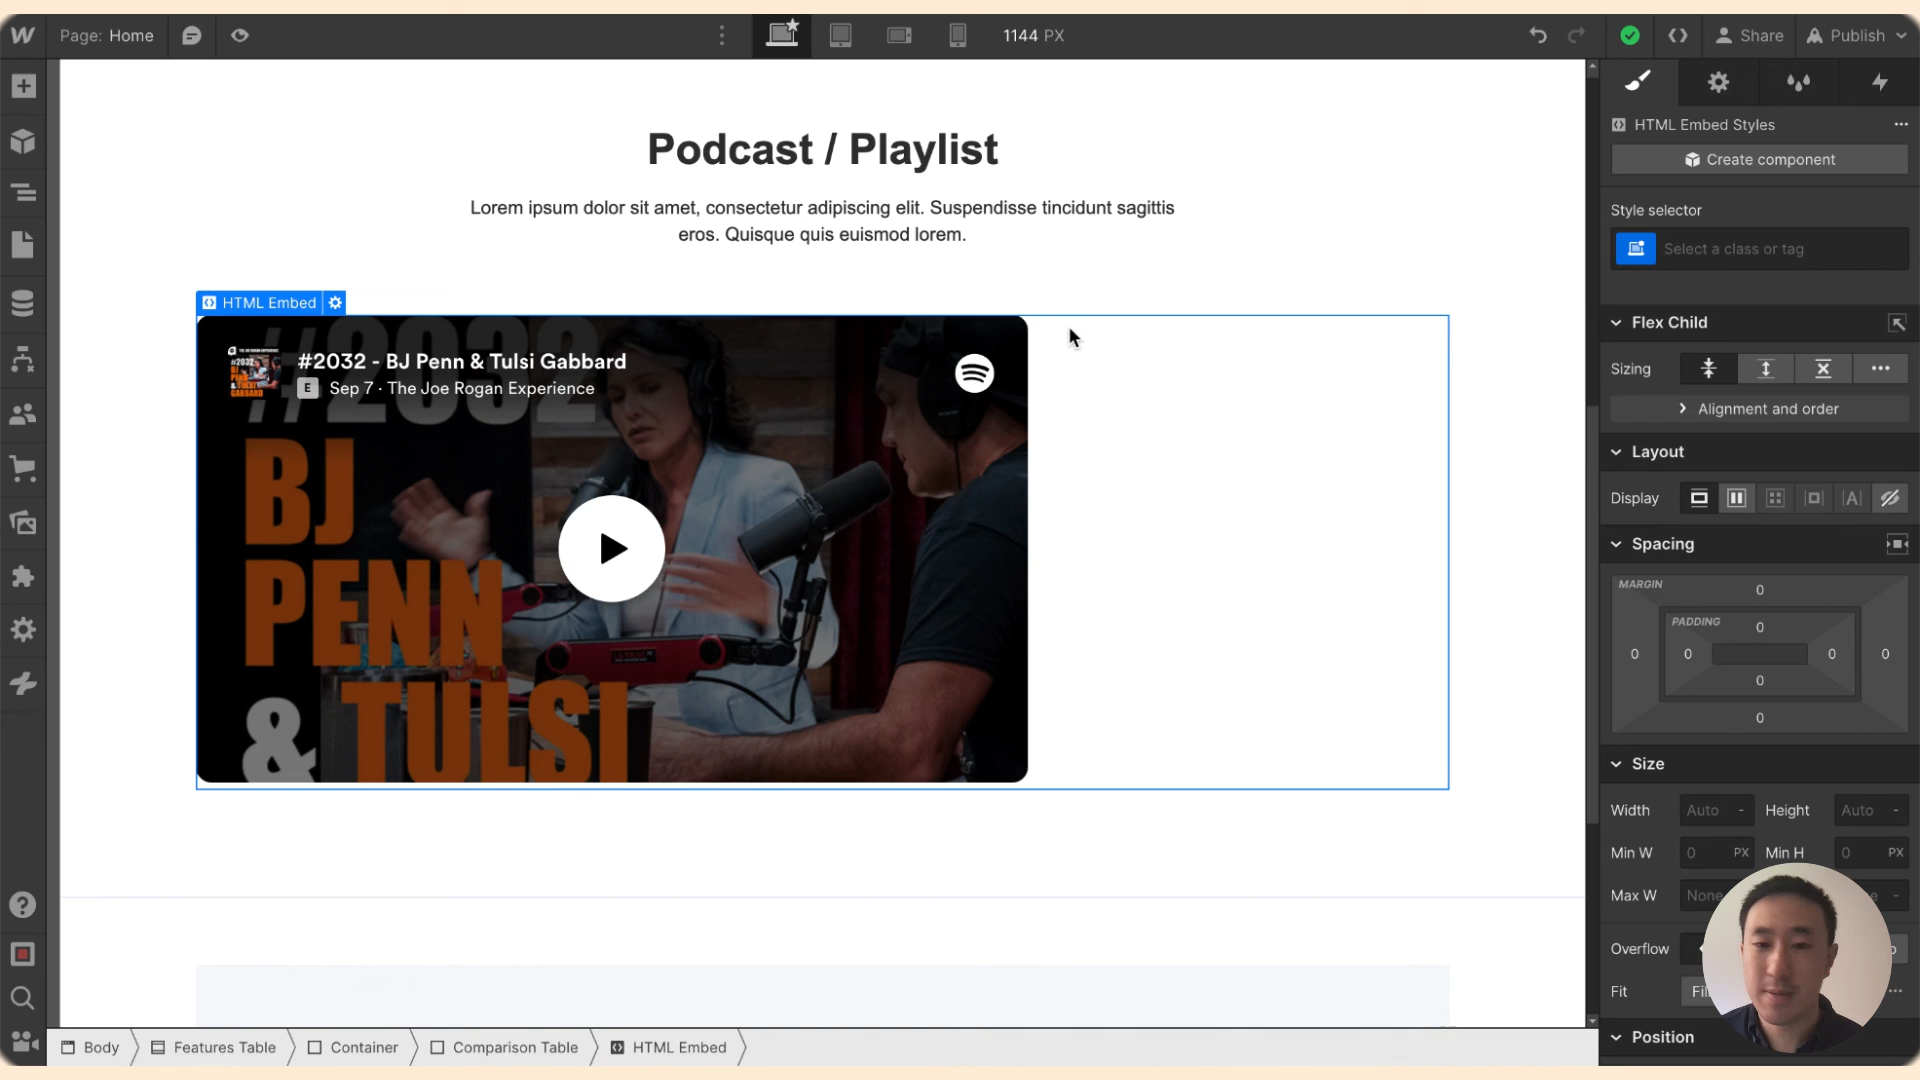 Page: Home
1144 PX
Share
Publish
Podcast / Playlist
Lorem ipsum dolor sit amet, consectetur adipiscing elit. Suspendisse tincidunt sagittis
eros. Quisque quis euismod lorem.
HTML Embed
#2032
#2032 - BJ Penn & Tulsi Gabbard
E Sep 7 · The Joe Rogan Experience
BJ
PENN
& TULSI
HTML Embed Styles
Create component
Style selector
Select a class or tag
Flex Child
Sizing
Alignment and order
Layout
Display
Spacing
MARGIN
0
PADDING
0
0 0 0 0
0
0
Size
Width Auto - Height Auto -
Min W 0 PX Min H 0 PX
Max W None
Overflow
Fit
Position
Body
Features Table
Container
Comparison Table
HTML Embed